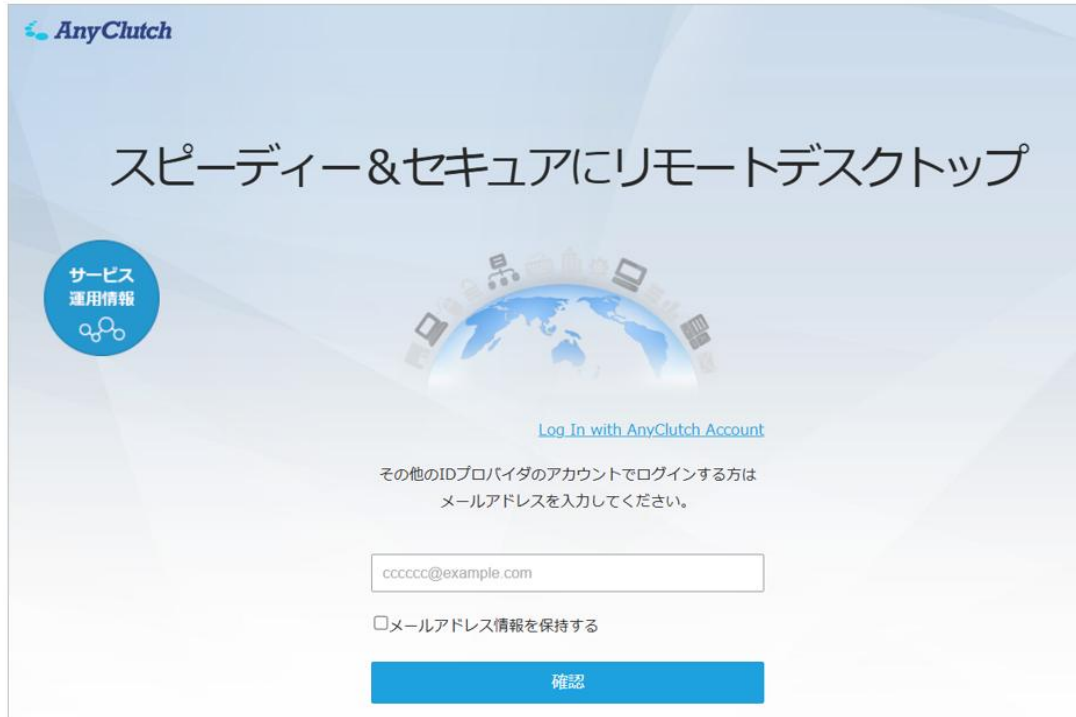 AnyClutch
スピーディー&セキュアにリモートデスクトップ
サービス
運用情報
Log In with AnyClutch Account
その他のIDプロバイダのアカウントでログインする方は
メールアドレスを入力してください。
cccccc@example.com
メールアドレス情報を保持する
確認